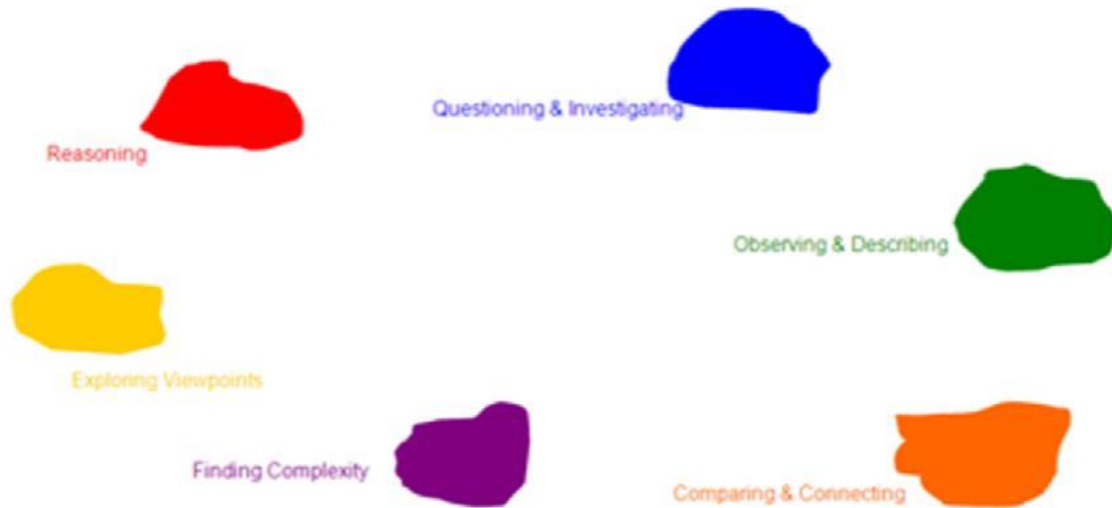 Questioning & Investigating
Reasoning
Observing & Describing
Exploring Viewpoints
Finding Complexity
Comparing & Connecting